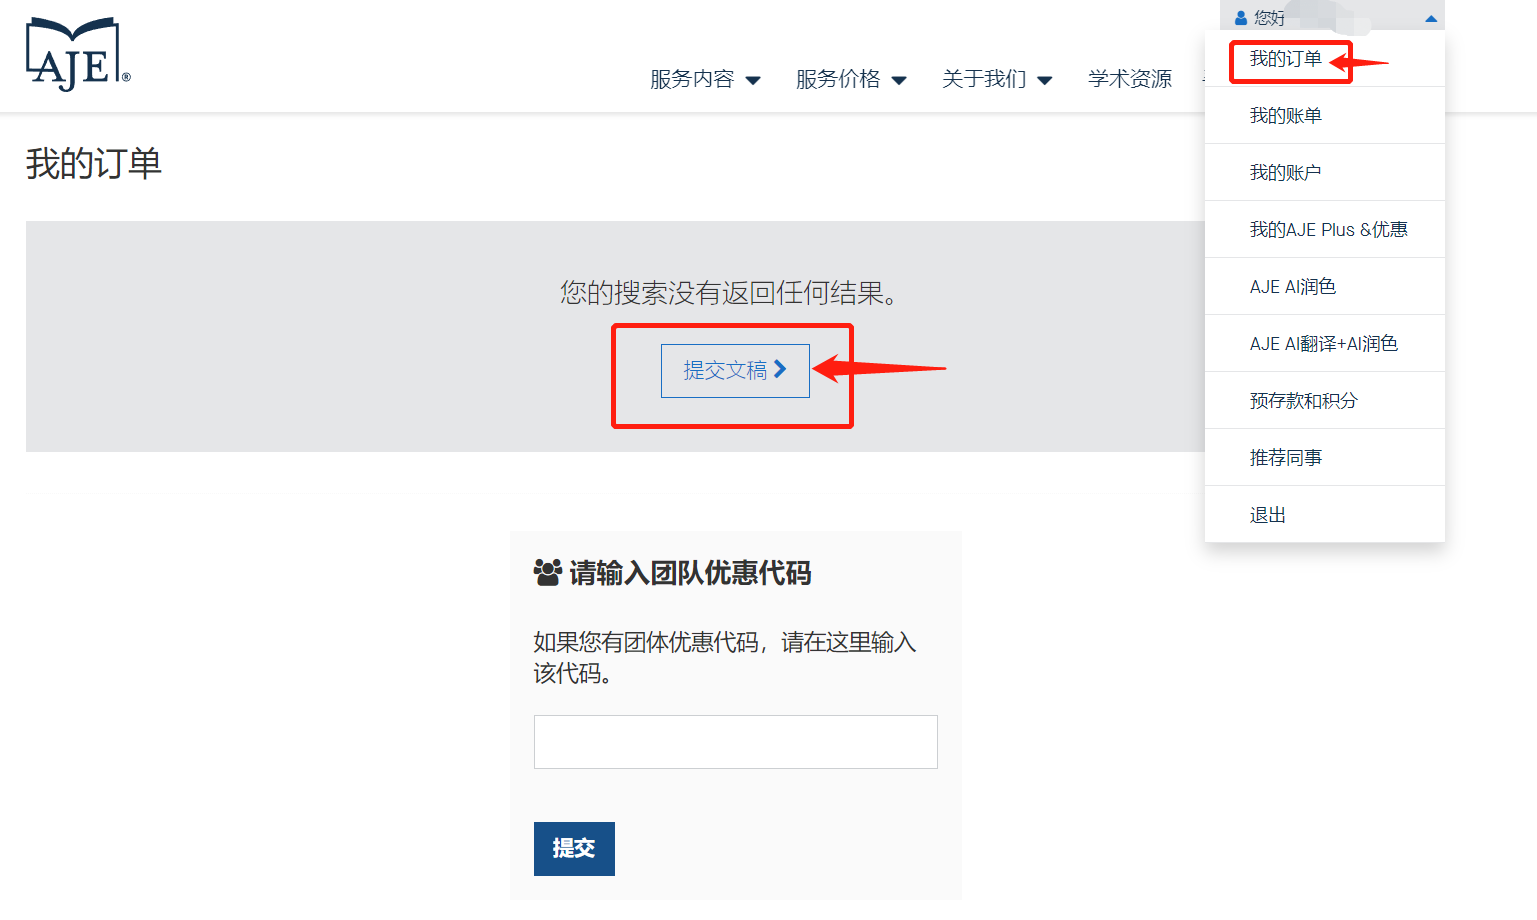 AJE®
您好
服务内容
服务价格
关于我们
学术资源
我的订单
我的账单
我的账户
我的AJE Plus &优惠
AJE AI润色
AJE AI翻译+AI润色
预存款和积分
推荐同事
退出
我的订单
您的搜索没有返回任何结果。
提交文稿
请输入团队优惠代码
如果您有团体优惠代码，请在这里输入
该代码。
提交